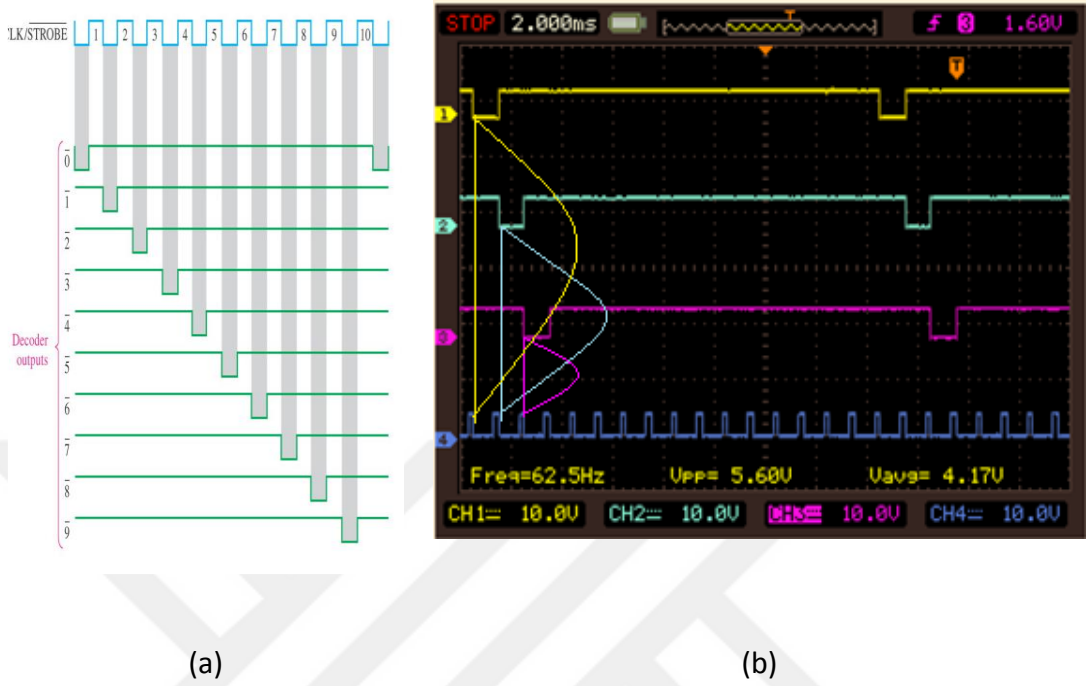 CLK/STROBE 1 2 3 4 5 6 7 8 9 10
0̅
1̅
2̅
3̅
4̅
Decoder
outputs
5̅
6̅
7̅
8̅
9̅
STOP 2.000ms T 3 1.60V
T
1
2
3
4
Freq=62.5Hz Vpp= 5.60V Vavg= 4.17V
CH1 10.0V CH2 10.0V CH3 10.0V CH4 10.0V
(a) (b)